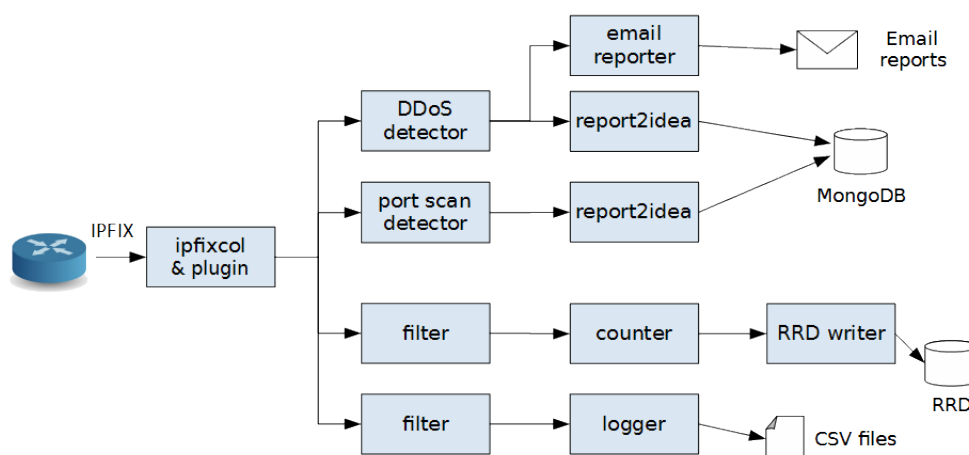 email
reporter
Email
reports
DDoS
detector
report2idea
MongoDB
port scan
detector
report2idea
IPFIX
ipfixcol
& plugin
filter
counter
RRD writer
RRD
filter
logger
CSV files